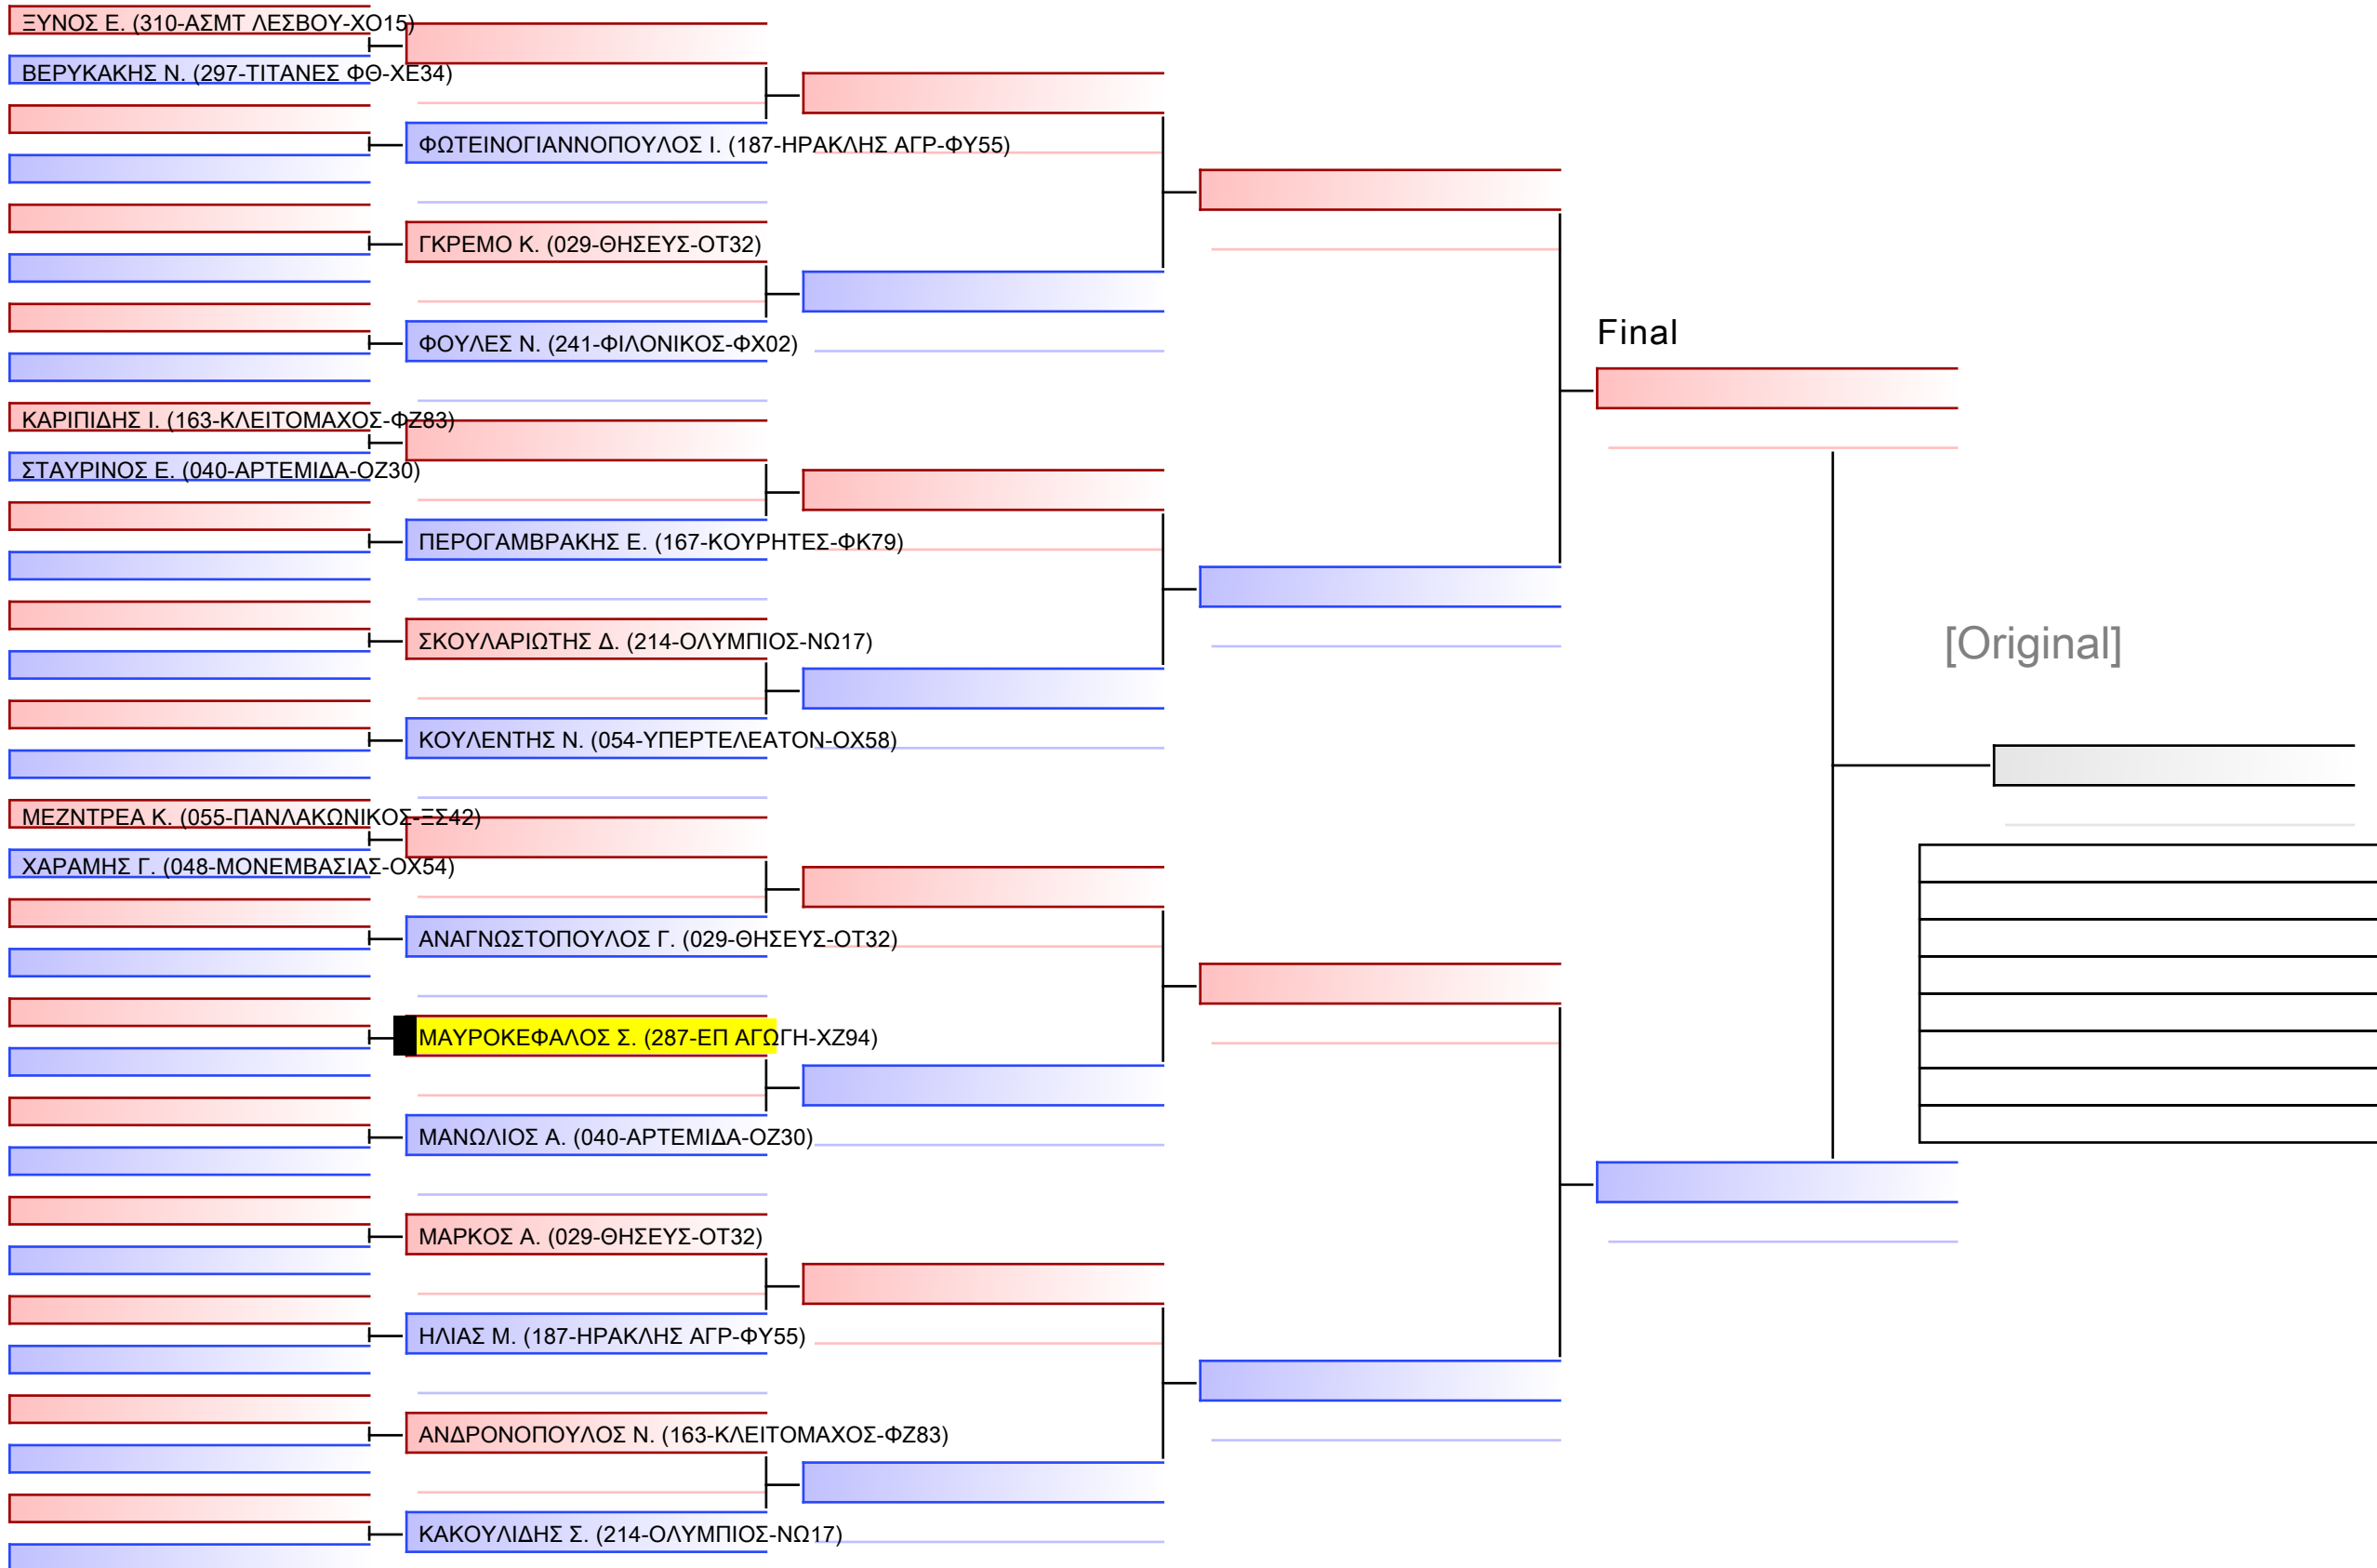 ΞΥΝΟΣ Ε. (310-ΑΣΜΤ ΛΕΣΒΟΥ-ΧΟ15)
ΒΕΡΥΚΑΚΗΣ Ν. (297-ΤΙΤΑΝΕΣ ΦΘ-ΧΕ34)
ΦΩΤΕΙΝΟΓΙΑΝΝΟΠΟΥΛΟΣ Ι. (187-ΗΡΑΚΛΗΣ ΑΓΡ-ΦΥ55)
ΓΚΡΕΜΟ Κ. (029-ΘΗΣΕΥΣ-ΟΤ32)
Final
ΦΟΥΛΕΣ Ν. (241-ΦΙΛΟΝΙΚΟΣ-ΦΧ02)
ΚΑΡΙΠΙΔΗΣ Ι. (163-ΚΛΕΙΤΟΜΑΧΟΣ-ΦΖ83)
ΣΤΑΥΡΙΝΟΣ Ε. (040-ΑΡΤΕΜΙΔΑ-ΟΖ30)
ΠΕΡΟΓΑΜΒΡΑΚΗΣ Ε. (167-ΚΟΥΡΗΤΕΣ-ΦΚ79)
ΣΚΟΥΛΑΡΙΩΤΗΣ Δ. (214-ΟΛΥΜΠΙΟΣ-ΝΩ17)
[Original]
ΚΟΥΛΕΝΤΗΣ Ν. (054-ΥΠΕΡΤΕΛΕΑΤΟΝ-ΟΧ58)
ΜΕΖΝΤΡΕΑ Κ. (055-ΠΑΝΛΑΚΩΝΙΚΟΣ-ΞΣ42)
ΧΑΡΑΜΗΣ Γ. (048-ΜΟΝΕΜΒΑΣΙΑΣ-ΟΧ54)
ΑΝΑΓΝΩΣΤΟΠΟΥΛΟΣ Γ. (029-ΘΗΣΕΥΣ-ΟΤ32)
ΜΑΥΡΟΚΕΦΑΛΟΣ Σ. (287-ΕΠ ΑΓΩΓΗ-ΧΖ94)
ΜΑΝΩΛΙΟΣ Α. (040-ΑΡΤΕΜΙΔΑ-ΟΖ30)
ΜΑΡΚΟΣ Α. (029-ΘΗΣΕΥΣ-ΟΤ32)
ΗΛΙΑΣ Μ. (187-ΗΡΑΚΛΗΣ ΑΓΡ-ΦΥ55)
ΑΝΔΡΟΝΟΠΟΥΛΟΣ Ν. (163-ΚΛΕΙΤΟΜΑΧΟΣ-ΦΖ83)
ΚΑΚΟΥΛΙΔΗΣ Σ. (214-ΟΛΥΜΠΙΟΣ-ΝΩ17)